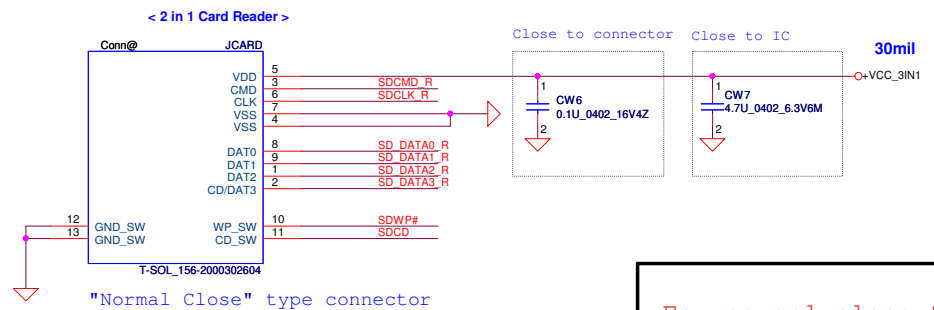 < 2 in 1 Card Reader >
Close to connector
Close to IC
Conn@
JCARD
30mil
VDD 5
CMD 3 SDCMD_R
CLK 6 SDCLK_R
VSS 7
VSS 4
+VCC_3IN1
1
CW6
0.1U_0402_16V4Z
2
1
CW7
4.7U_0402_6.3V6M
2
DAT0 8 SD_DATA0_R
DAT1 9 SD_DATA1_R
DAT2 1 SD_DATA2_R
CD/DAT3 2 SD_DATA3_R
12 GND_SW
13 GND_SW
WP_SW 10 SDWP#
CD_SW 11 SDCD
T-SOL_156-2000302604
"Normal Close" type connector